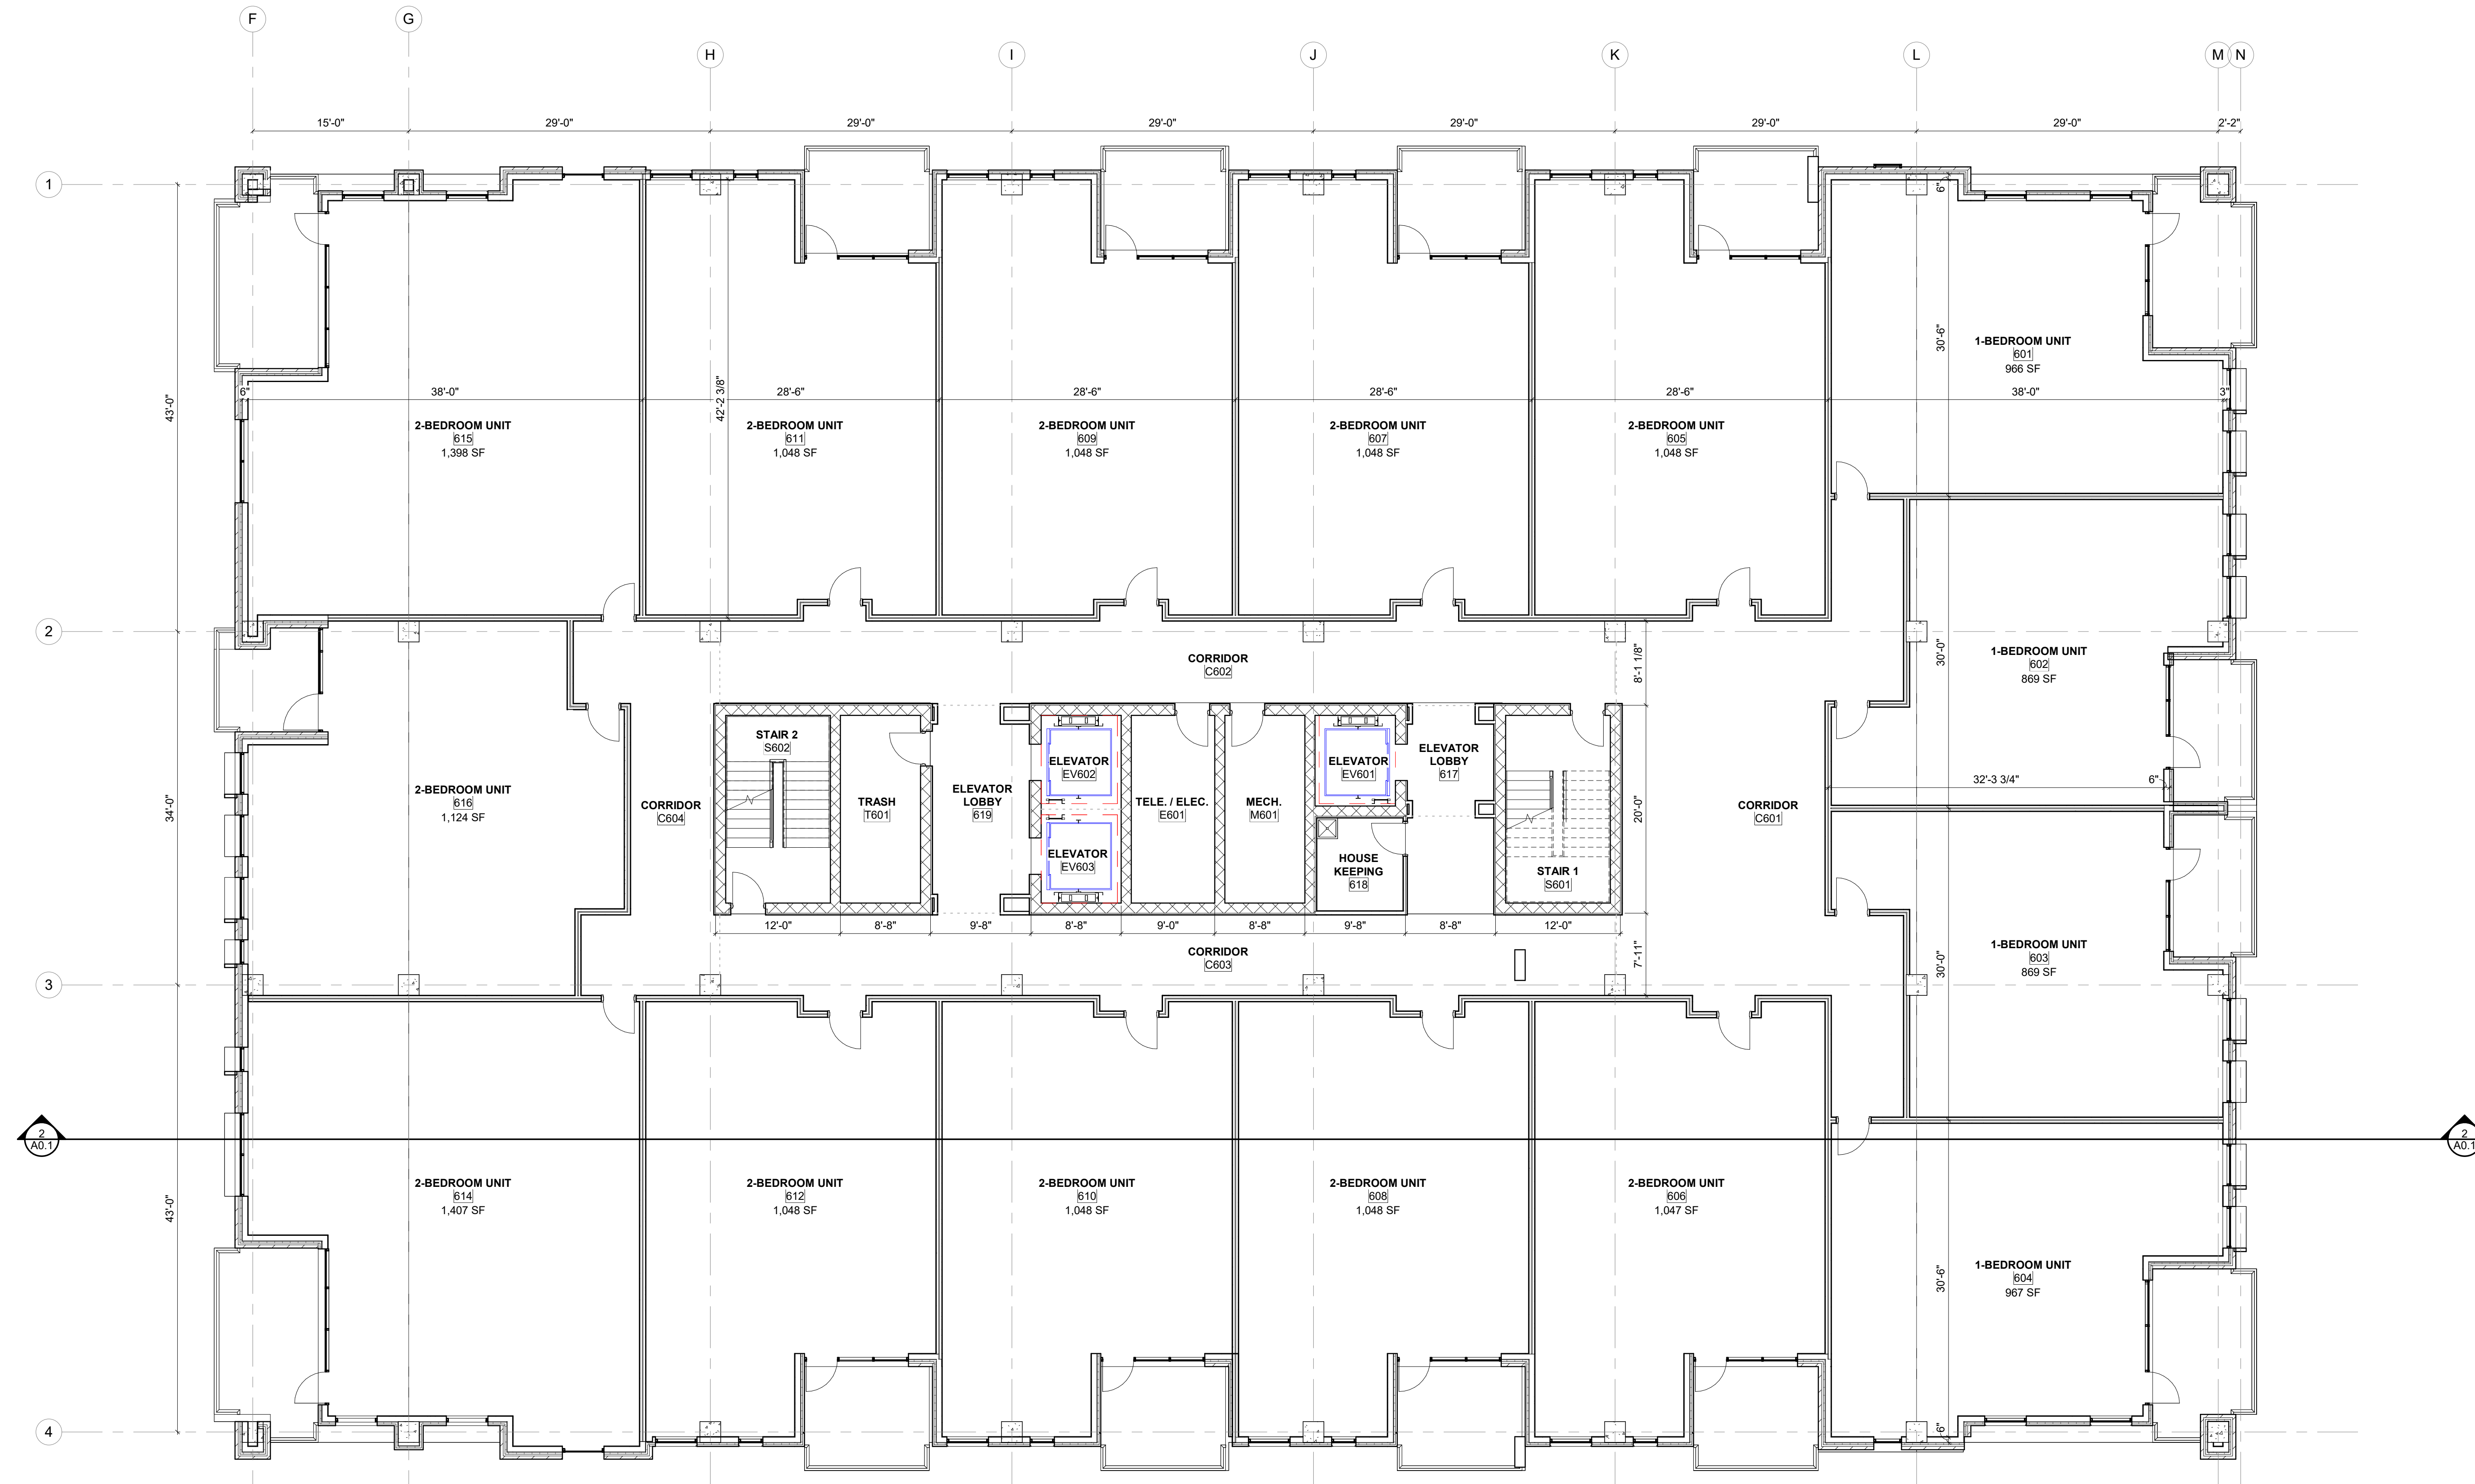 F
G
H
I
J
K
L
M
N
15'-0"
29'-0"
29'-0"
29'-0"
29'-0"
29'-0"
29'-0"
2'-2"
1
2
3
4
43'-0"
34'-0"
43'-0"
6"
38'-0"
42'-2 3/8"
28'-6"
28'-6"
28'-6"
28'-6"
38'-0"
3"
6"
30'-6"
2-BEDROOM UNIT
615
1,398 SF
2-BEDROOM UNIT
611
1,048 SF
2-BEDROOM UNIT
609
1,048 SF
2-BEDROOM UNIT
607
1,048 SF
2-BEDROOM UNIT
605
1,048 SF
1-BEDROOM UNIT
601
966 SF
CORRIDOR
C602
8'-1 1/8"
30'-0"
1-BEDROOM UNIT
602
869 SF
32'-3 3/4"
6"
2-BEDROOM UNIT
616
1,124 SF
CORRIDOR
C604
STAIR 2
S602
TRASH
T601
ELEVATOR
LOBBY
619
ELEVATOR
EV602
ELEVATOR
EV603
TELE. / ELEC.
E601
MECH.
M601
ELEVATOR
EV601
HOUSE
KEEPING
618
ELEVATOR
LOBBY
617
STAIR 1
S601
20'-0"
CORRIDOR
C601
12'-0"
8'-8"
9'-8"
8'-8"
9'-0"
8'-8"
9'-8"
8'-8"
12'-0"
CORRIDOR
C603
7'-11"
30'-0"
1-BEDROOM UNIT
603
869 SF
2
A0.1
2
A0.1
2-BEDROOM UNIT
614
1,407 SF
2-BEDROOM UNIT
612
1,048 SF
2-BEDROOM UNIT
610
1,048 SF
2-BEDROOM UNIT
608
1,048 SF
2-BEDROOM UNIT
606
1,047 SF
30'-6"
1-BEDROOM UNIT
604
967 SF
6"